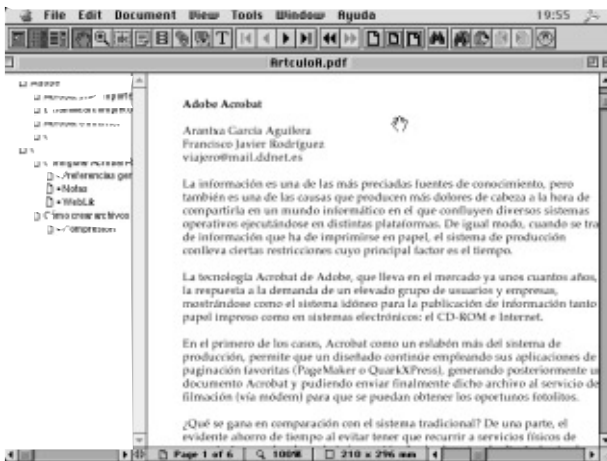 File Edit Document View Tools Window Ayuda 19:55
ArtculoA.pdf
Adobe
Adobe Acrobat
Arantxa García Aguilera
Francisco Javier Rodríguez
viajero@mail.ddnet.es
La información es una de las más preciadas fuentes de conocimiento, pero
también es una de las causas que producen más dolores de cabeza a la hora de
compartirla en un mundo informático en el que confluyen diversos sistemas
operativos ejecutándose en distintas plataformas. De igual modo, cuando se tra
de información que ha de imprimirse en papel, el sistema de producción
conlleva ciertas restricciones cuyo principal factor es el tiempo.
La tecnología Acrobat de Adobe, que lleva en el mercado ya unos cuantos años,
la respuesta a la demanda de un elevado grupo de usuarios y empresas,
mostrándose como el sistema idóneo para la publicación de información tanto
papel impreso como en sistemas electrónicos: el CD-ROM e Internet.
En el primero de los casos, Acrobat como un eslabón más del sistema de
producción, permite que un diseñado continúe empleando sus aplicaciones de
paginación favoritas (PageMaker o QuarkXPress), generando posteriormente u
documento Acrobat y pudiendo enviar finalmente dicho archivo al servicio de
filmación (vía módem) para que se puedan obtener los oportunos fotolitos.
¿Qué se gana en comparación con el sistema tradicional? De una parte, el
evidente ahorro de tiempo al evitar tener que recurrir a servicios físicos de
Notas
WebLik
Page 1 of 6 100% 210 x 296 mm